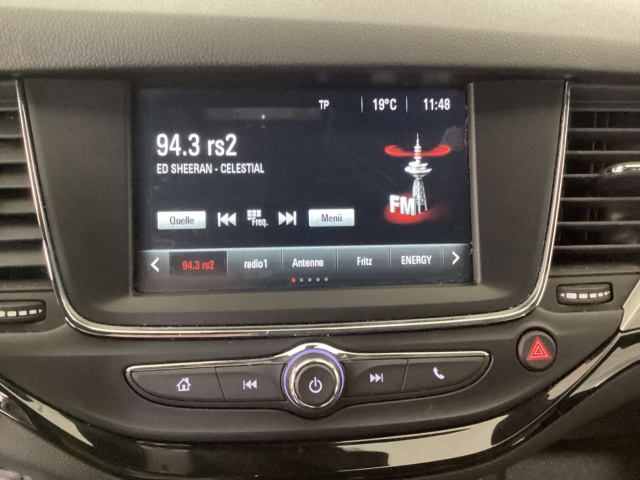 TP 19°C 11:48
94.3 rs2
ED SHEERAN - CELESTIAL
FM
Quelle Freq. Menü
94.3 rs2 radio1 Antenne Fritz ENERGY